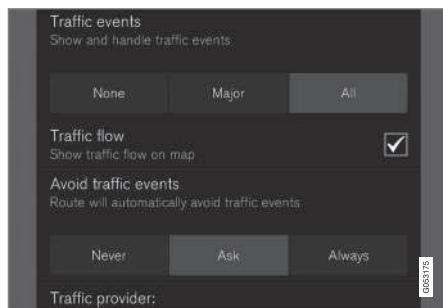 Traffic events
Show and handle traffic events
None Major All
Traffic flow
Show traffic flow on map
Avoid traffic events
Route will automatically avoid traffic events
Never Ask Always
Traffic provider:
G053175